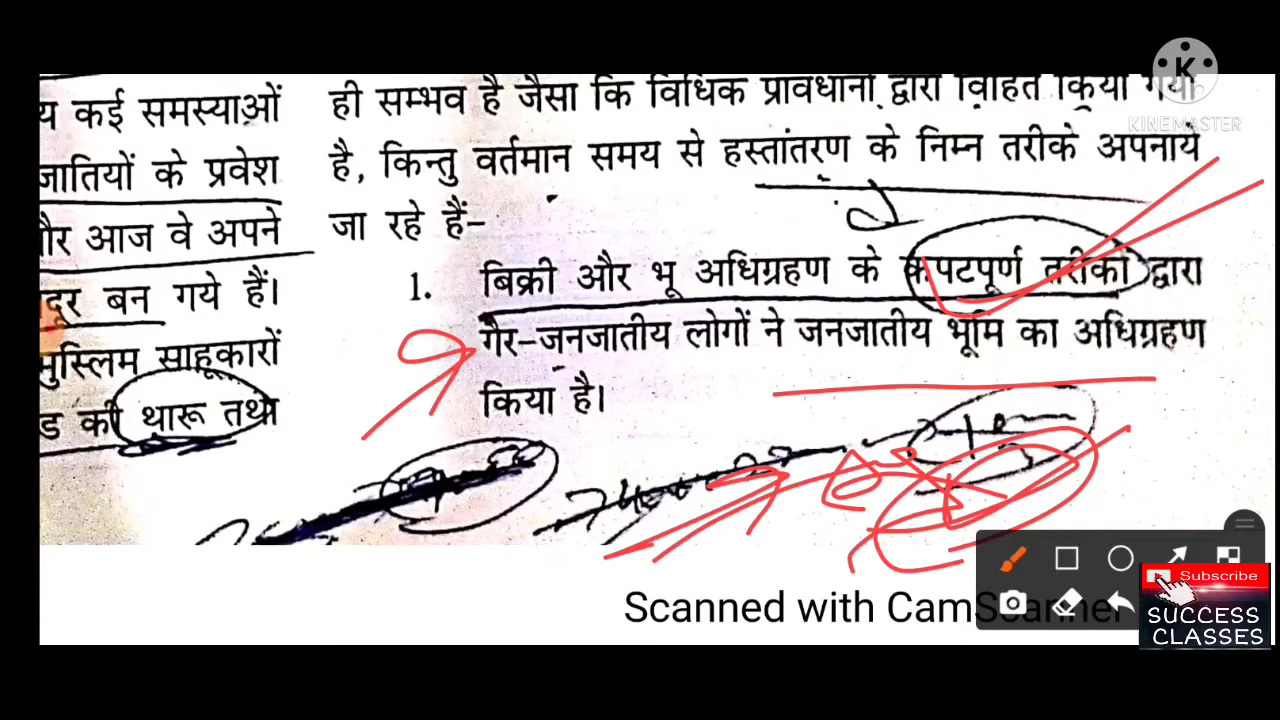 य कई समस्याओं
जातियों के प्रवेश
और आज वे अपने
दूर बन गये हैं।
मुस्लिम साहूकारों
ड की थारू तथा
ही सम्भव है जैसा कि विधिक प्रावधानों द्वारा विहित किया गया
है, किन्तु वर्तमान समय से हस्तांतरण के निम्न तरीके अपनाये
जा रहे हैं-
1. बिक्री और भू अधिग्रहण के कपटपूर्ण तरीकों द्वारा
गैर-जनजातीय लोगों ने जनजातीय भूमि का अधिग्रहण
किया है।
Scanned with CamScanner
K
KINEMASTER
Subscribe
SUCCESS
CLASSES